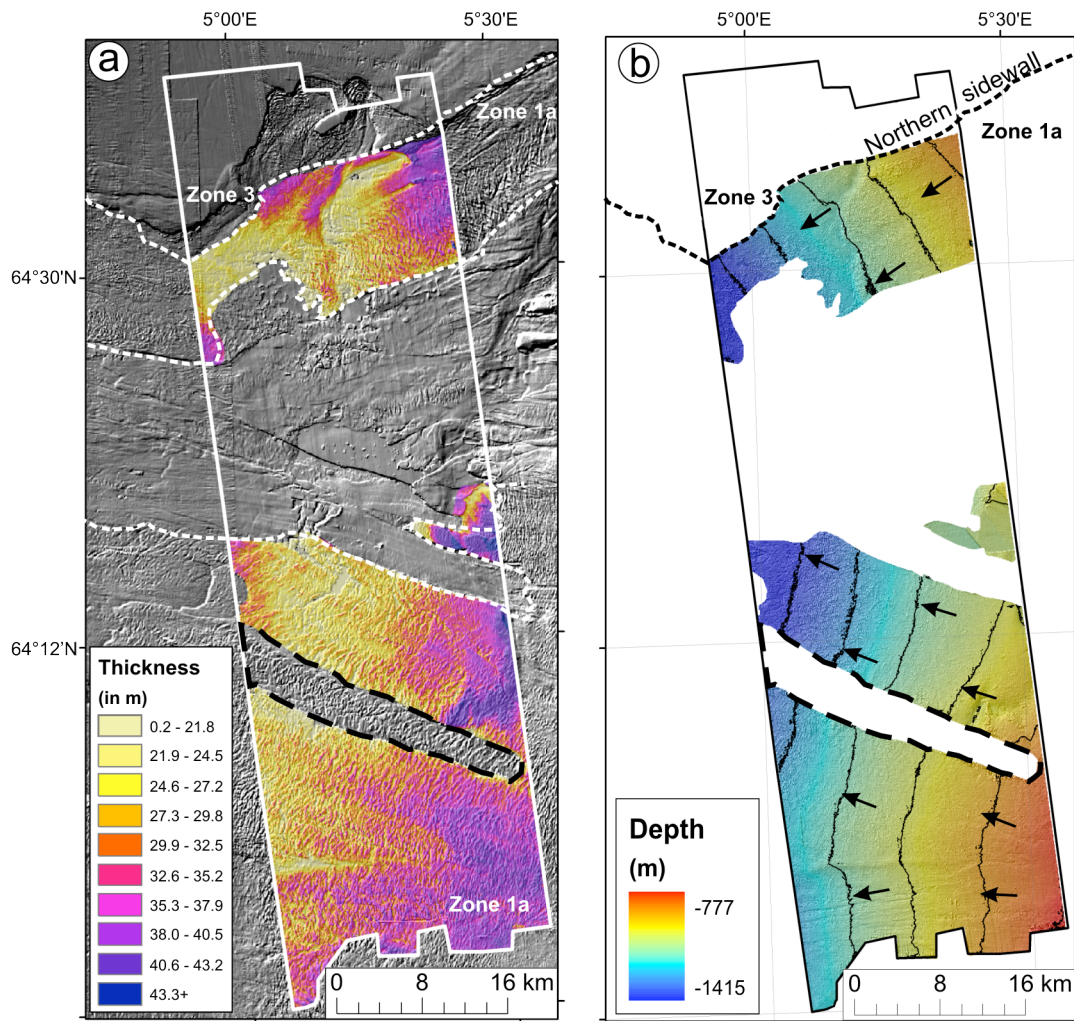 5°00'E
5°30'E
5°00'E
5°30'E
a
b
Zone 1a
Northern sidewall
Zone 1a
Zone 3
Zone 3
64°30'N
64°12'N
Thickness
(in m)
0.2 - 21.8
21.9 - 24.5
24.6 - 27.2
27.3 - 29.8
29.9 - 32.5
32.6 - 35.2
35.3 - 37.9
38.0 - 40.5
40.6 - 43.2
43.3+
Zone 1a
0 8 16 km
Depth
(m)
-777
-1415
0 8 16 km